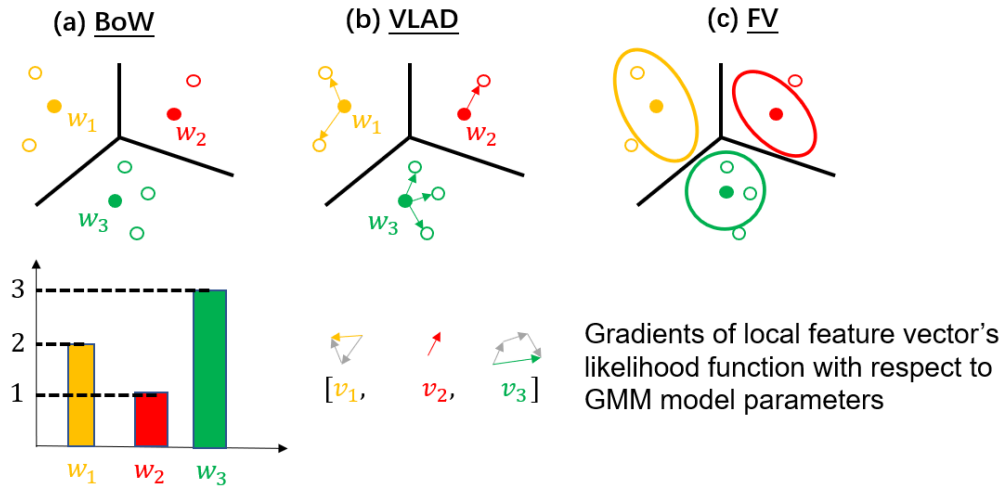 (a) BoW
(b) VLAD
(c) FV
w₁
w₂
w₃
w₁
w₂
w₃
3
2
1
w₁
w₂
w₃
[v₁, v₂, v₃]
Gradients of local feature vector's
likelihood function with respect to
GMM model parameters